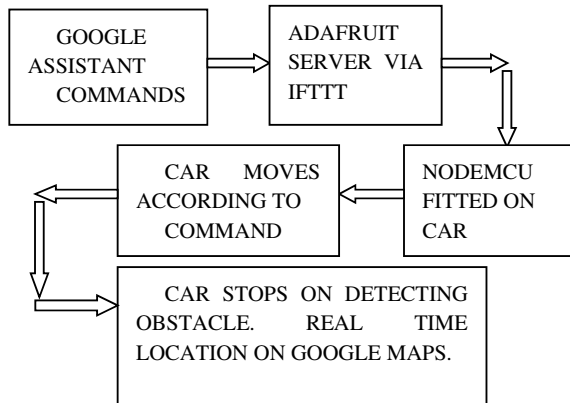 GOOGLE
ASSISTANT
COMMANDS
ADAFRUIT
SERVER VIA
IFTTT
NODEMCU
FITTED ON
CAR
CAR MOVES
ACCORDING TO
COMMAND
CAR STOPS ON DETECTING
OBSTACLE. REAL TIME
LOCATION ON GOOGLE MAPS.